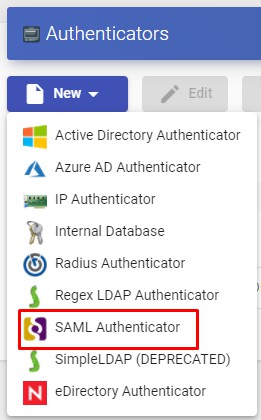 Authenticators
New
Edit
Active Directory Authenticator
Azure AD Authenticator
IP Authenticator
Internal Database
Radius Authenticator
Regex LDAP Authenticator
SAML Authenticator
SimpleLDAP (DEPRECATED)
eDirectory Authenticator